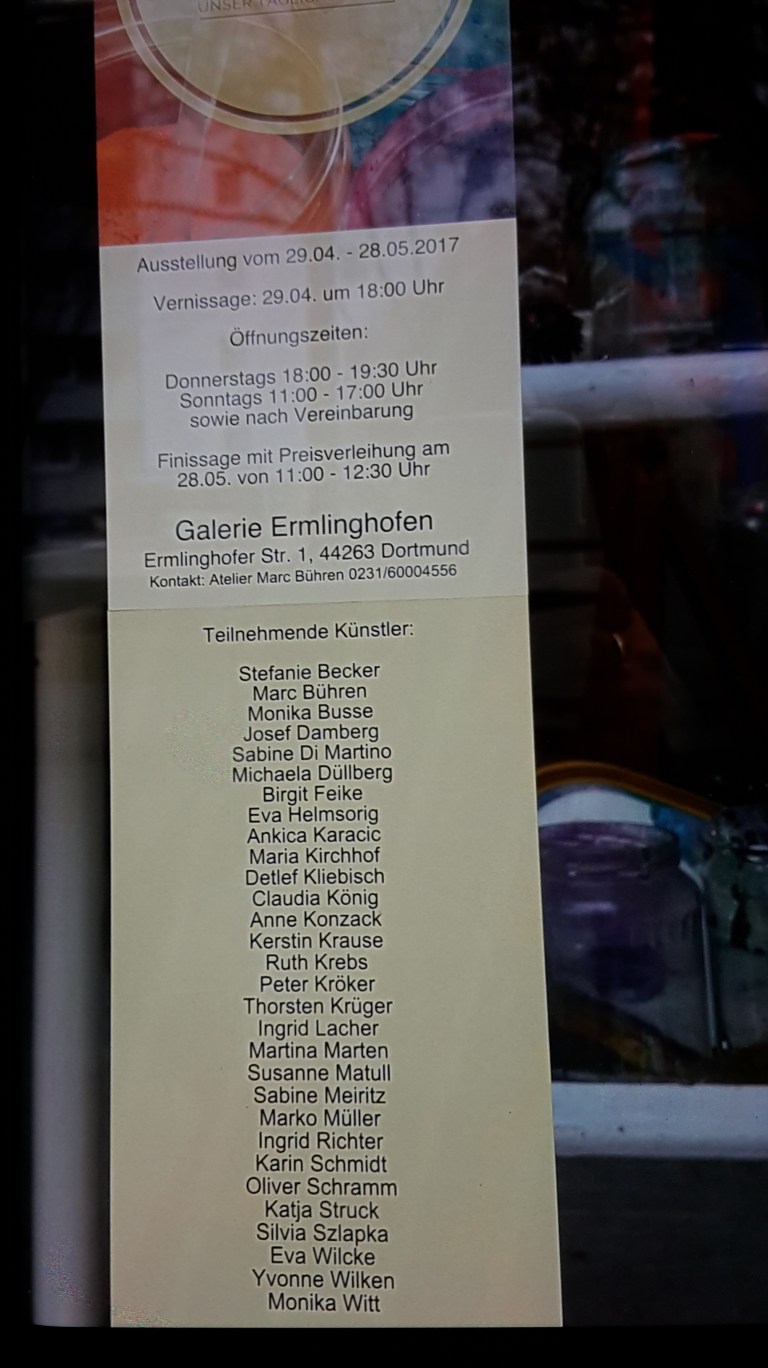 UNSER
Ausstellung vom 29.04. - 28.05.2017
Vernissage: 29.04. um 18:00 Uhr
Öffnungszeiten:
Donnerstags 18:00 - 19:30 Uhr
Sonntags 11:00 - 17:00 Uhr
sowie nach Vereinbarung
Finissage mit Preisverleihung am
28.05. von 11:00 - 12:30 Uhr
Galerie Ermlinghofen
Ermlinghofer Str. 1, 44263 Dortmund
Kontakt: Atelier Marc Bühren 0231/60004556
Teilnehmende Künstler:
Stefanie Becker
Marc Bühren
Monika Busse
Josef Damberg
Sabine Di Martino
Michaela Düllberg
Birgit Feike
Eva Helmsorig
Ankica Karacic
Maria Kirchhof
Detlef Kliebisch
Claudia König
Anne Konzack
Kerstin Krause
Ruth Krebs
Peter Kröker
Thorsten Krüger
Ingrid Lacher
Martina Marten
Susanne Matull
Sabine Meiritz
Marko Müller
Ingrid Richter
Karin Schmidt
Oliver Schramm
Katja Struck
Silvia Szlapka
Eva Wilcke
Yvonne Wilken
Monika Witt